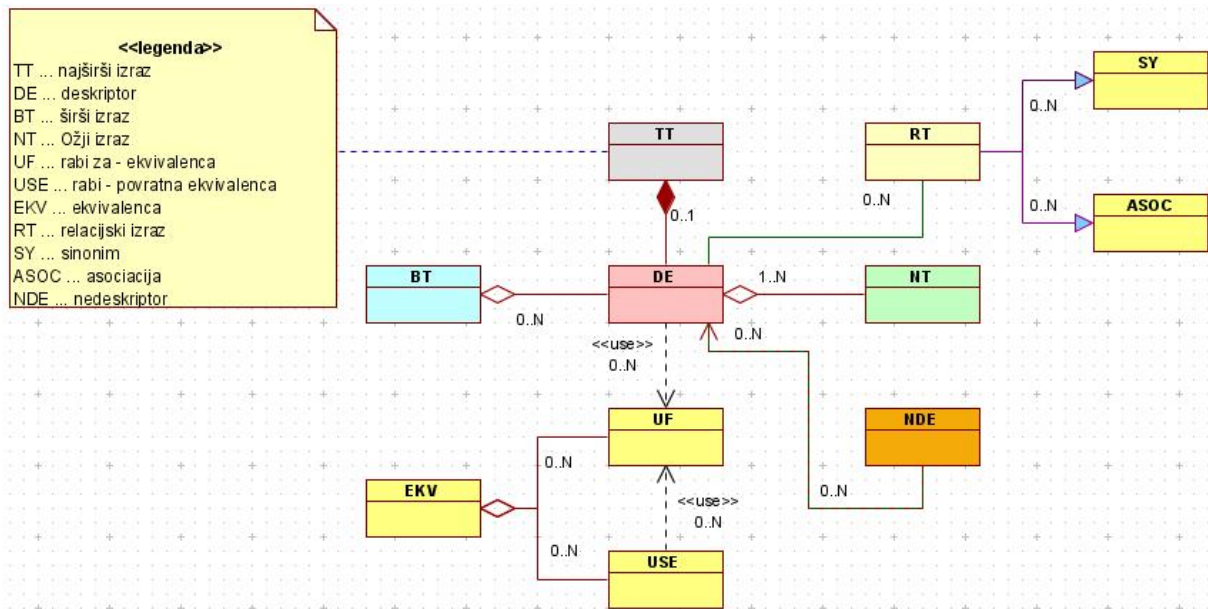 <<legenda>>
TT ... najširši izraz
DE ... deskriptor
BT ... širši izraz
NT ... Ožji izraz
UF ... rabi za - ekvivalenca
USE ... rabi - povratna ekvivalenca
EKV ... ekvivalenca
RT ... relacijski izraz
SY ... sinonim
ASOC ... asociacija
NDE ... nedeskriptor
SY
0..N
TT
RT
0..N
0..N
ASOC
0..1
BT
DE
1..N
NT
0..N
0..N
<<use>>
0..N
UF
NDE
0..N
0..N
EKV
<<use>>
0..N
0..N
USE